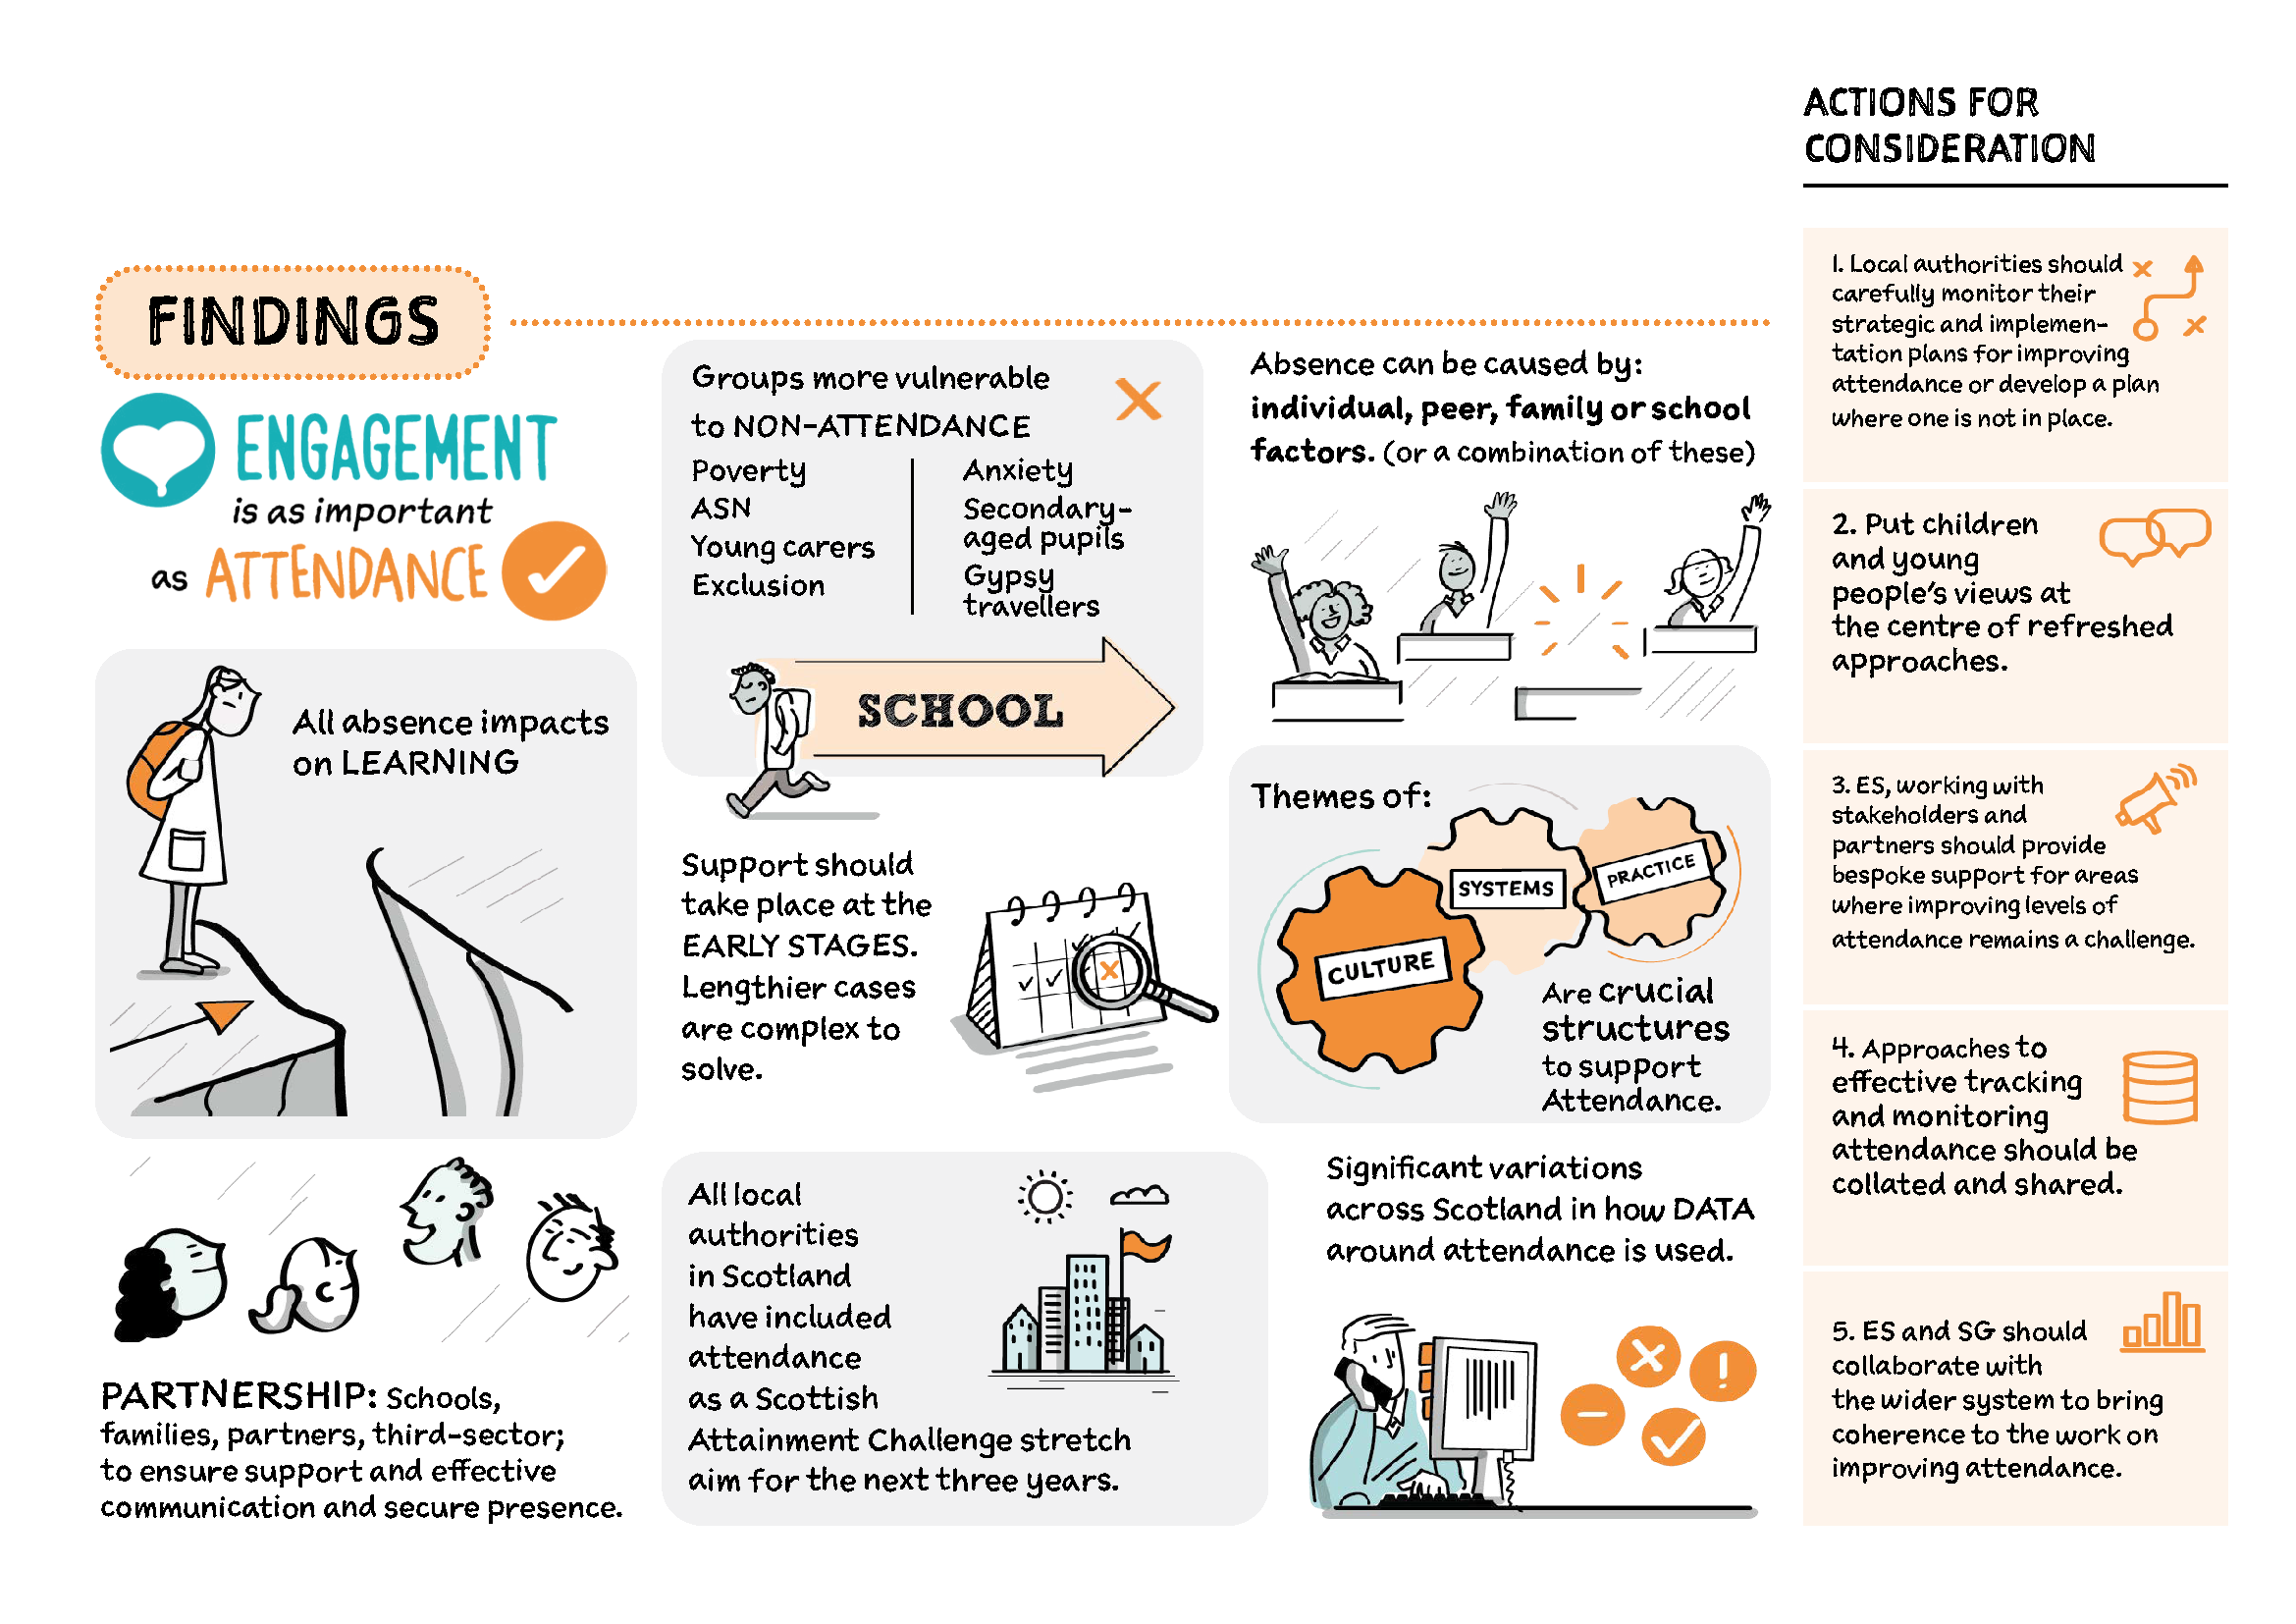 FINDINGS
ENGAGEMENT
is as important
as ATTENDANCE
All absence impacts
on LEARNING
PARTNERSHIP: Schools,
families, partners, third-sector;
to ensure support and effective
communication and secure presence.
Groups more vulnerable
to NON-ATTENDANCE
Poverty
ASN
Young carers
Exclusion
Anxiety
Secondary-
aged pupils
Gypsy
travellers
SCHOOL
Support should
take place at the
EARLY STAGES.
Lengthier cases
are complex to
solve.
All local
authorities
in Scotland
have included
attendance
as a Scottish
Attainment Challenge stretch
aim for the next three years.
Absence can be caused by:
individual, peer, family or school
factors. (or a combination of these)
Themes of:
CULTURE
SYSTEMS
PRACTICE
Are crucial
structures
to support
Attendance.
Significant variations
across Scotland in how DATA
around attendance is used.
ACTIONS FOR
CONSIDERATION
1. Local authorities should
carefully monitor their
strategic and implemen-
tation plans for improving
attendance or develop a plan
where one is not in place.
2. Put children
and young
people's views at
the centre of refreshed
approaches.
3. ES, working with
stakeholders and
partners should provide
bespoke support for areas
where improving levels of
attendance remains a challenge.
4. Approaches to
effective tracking
and monitoring
attendance should be
collated and shared.
5. ES and SG should
collaborate with
the wider system to bring
coherence to the work on
improving attendance.